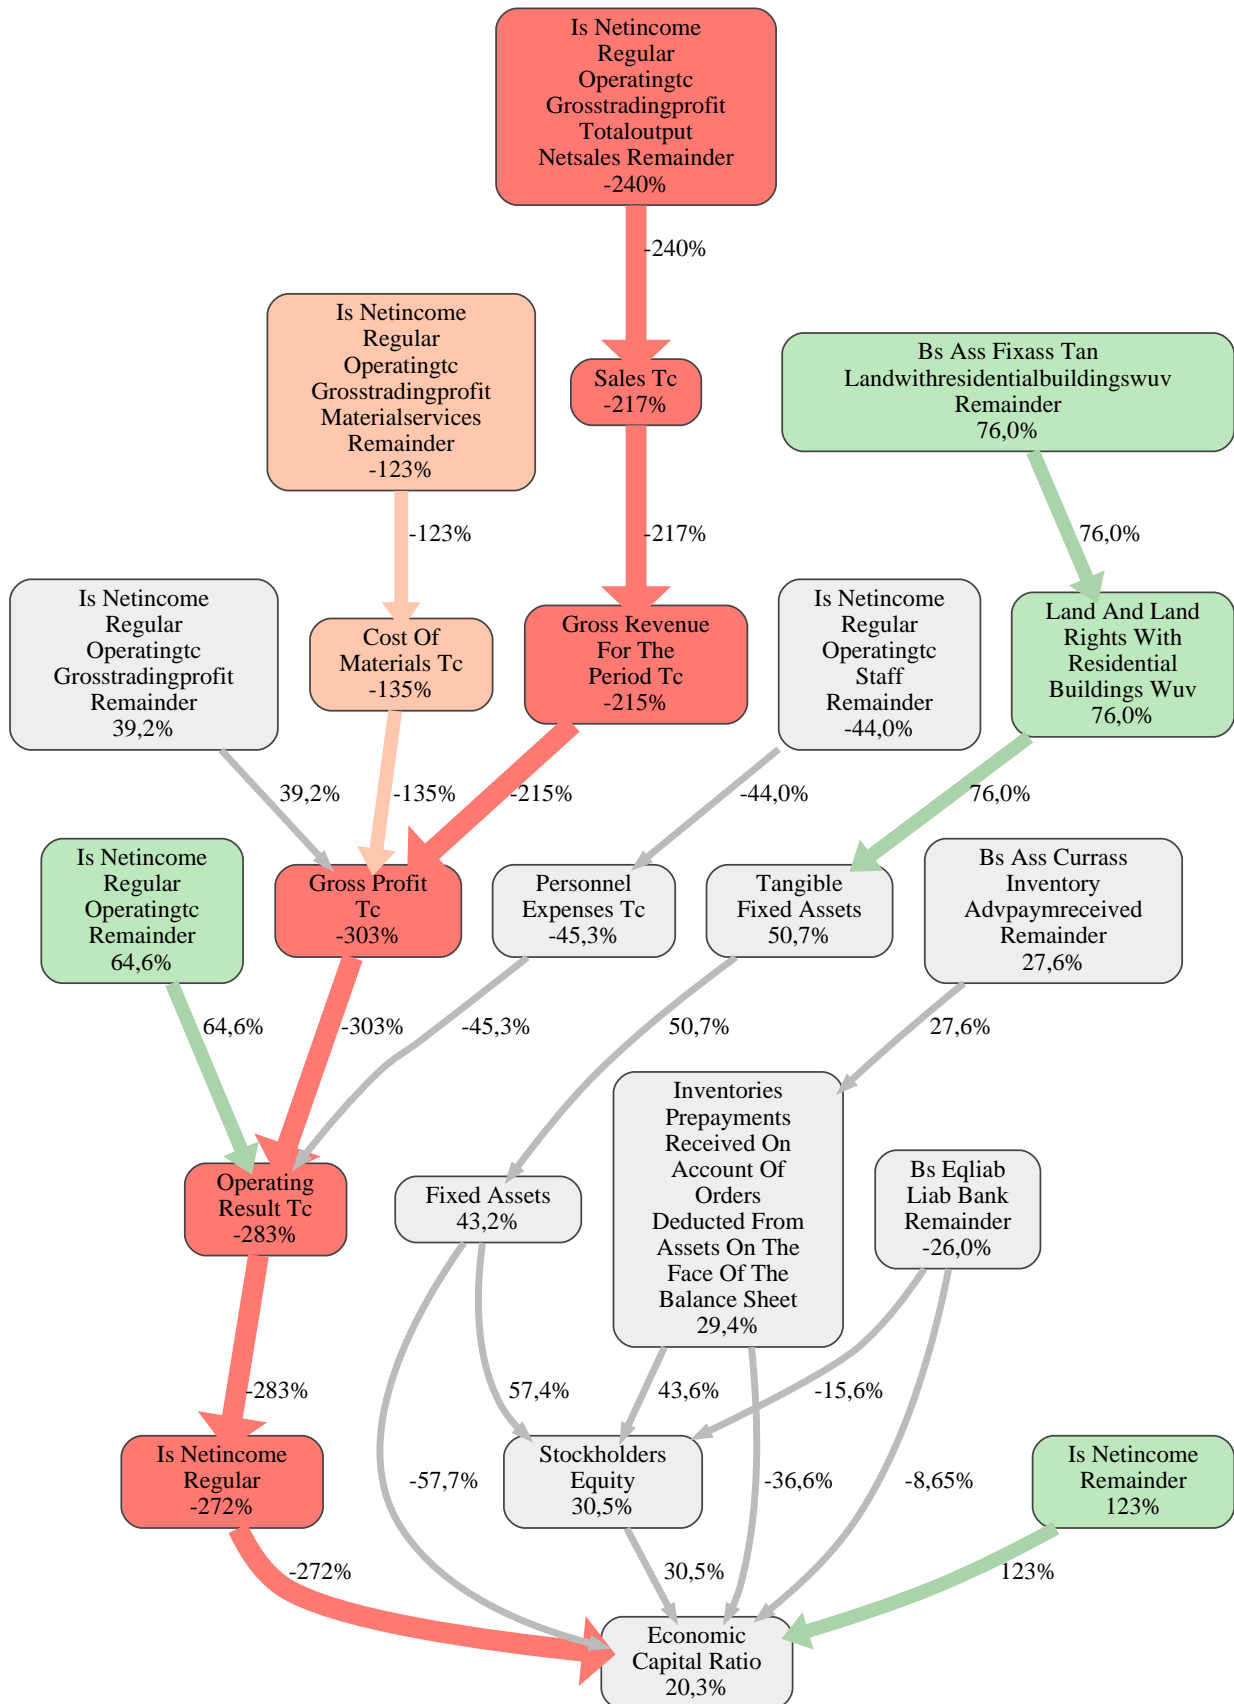 Is Netincome
Regular
Operatingtc
Grosstradingprofit
Totaloutput
Netsales Remainder
-240%
-240%
Is Netincome
Regular
Operatingtc
Grosstradingprofit
Materialservices
Remainder
-123%
Sales Tc
-217%
Bs Ass Fixass Tan
Landwithresidentialbuildingswuv
Remainder
76,0%
-123%
-217%
76,0%
Is Netincome
Regular
Operatingtc
Grosstradingprofit
Remainder
39,2%
Cost Of
Materials Tc
-135%
Gross Revenue
For The
Period Tc
-215%
Is Netincome
Regular
Operatingtc
Staff
Remainder
-44,0%
Land And Land
Rights With
Residential
Buildings Wuv
76,0%
39,2%
-135%
-215%
-44,0%
76,0%
Is Netincome
Regular
Operatingtc
Remainder
64,6%
Gross Profit
Tc
-303%
Personnel
Expenses Tc
-45,3%
Tangible
Fixed Assets
50,7%
Bs Ass Currass
Inventory
Advpaymreceived
Remainder
27,6%
64,6%
-303%
-45,3%
50,7%
27,6%
Operating
Result Tc
-283%
Fixed Assets
43,2%
Inventories
Prepayments
Received On
Account Of
Orders
Deducted From
Assets On The
Face Of The
Balance Sheet
29,4%
Bs Eqliab
Liab Bank
Remainder
-26,0%
-283%
57,4%
43,6%
-15,6%
Is Netincome
Regular
-272%
-57,7%
Stockholders
Equity
30,5%
-36,6%
-8,65%
Is Netincome
Remainder
123%
-272%
30,5%
123%
Economic
Capital Ratio
20,3%